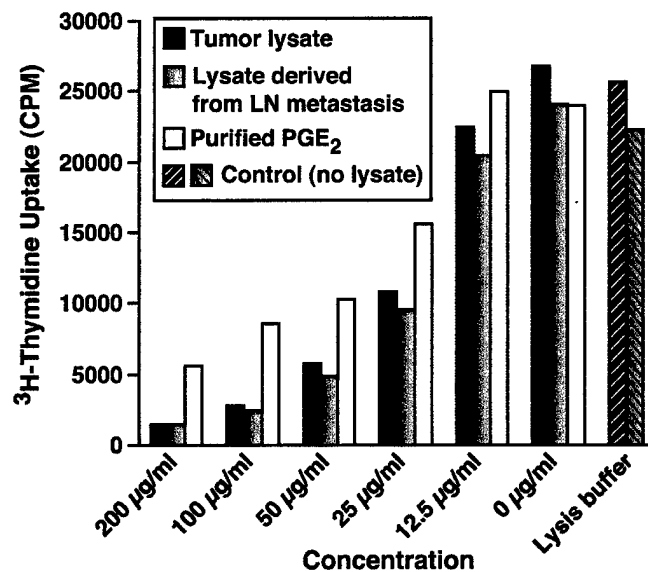 30000
25000
20000
15000
10000
5000
0
³H-Thymidine Uptake (CPM)
Tumor lysate
Lysate derived
from LN metastasis
Purified PGE₂
Control (no lysate)
200 µg/ml
100 µg/ml
50 µg/ml
25 µg/ml
12.5 µg/ml
0 µg/ml
Lysis buffer
Concentration